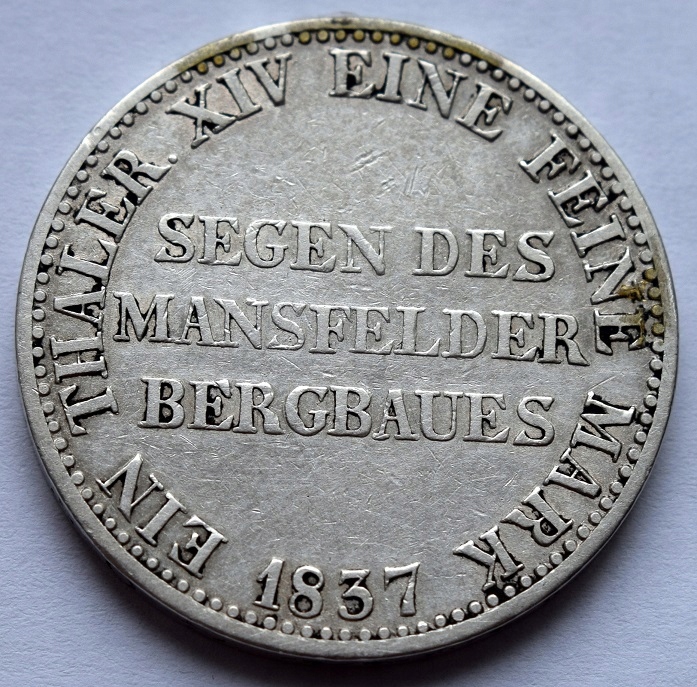 EIN THALER. XIV EINE FEINE MARK
SEGEN DES
MANSFELDER
BERGBAUES
1837